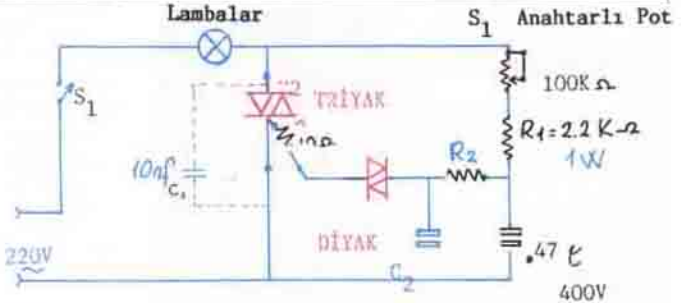 Lambalar
S1 Anahtarlı Pot
S1
TRİYAK
100K Ω
R1=2.2 K-Ω
1W
R2
10nf
C1
DİYAK
220V
C2
.47
400V